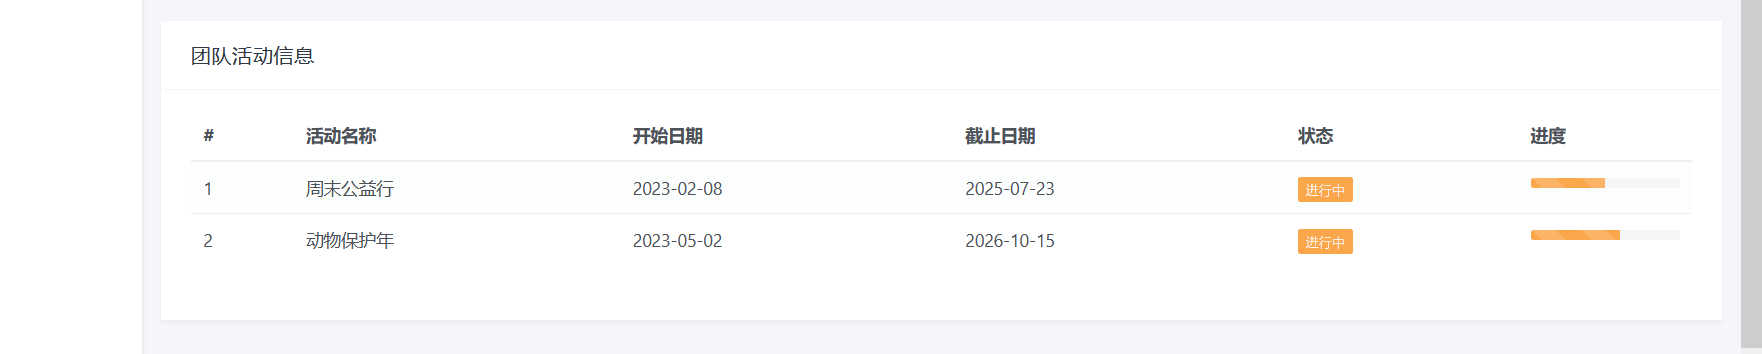 团队活动信息
# 活动名称 开始日期 截止日期 状态 进度
1 周末公益行 2023-02-08 2025-07-23 进行中
2 动物保护年 2023-05-02 2026-10-15 进行中